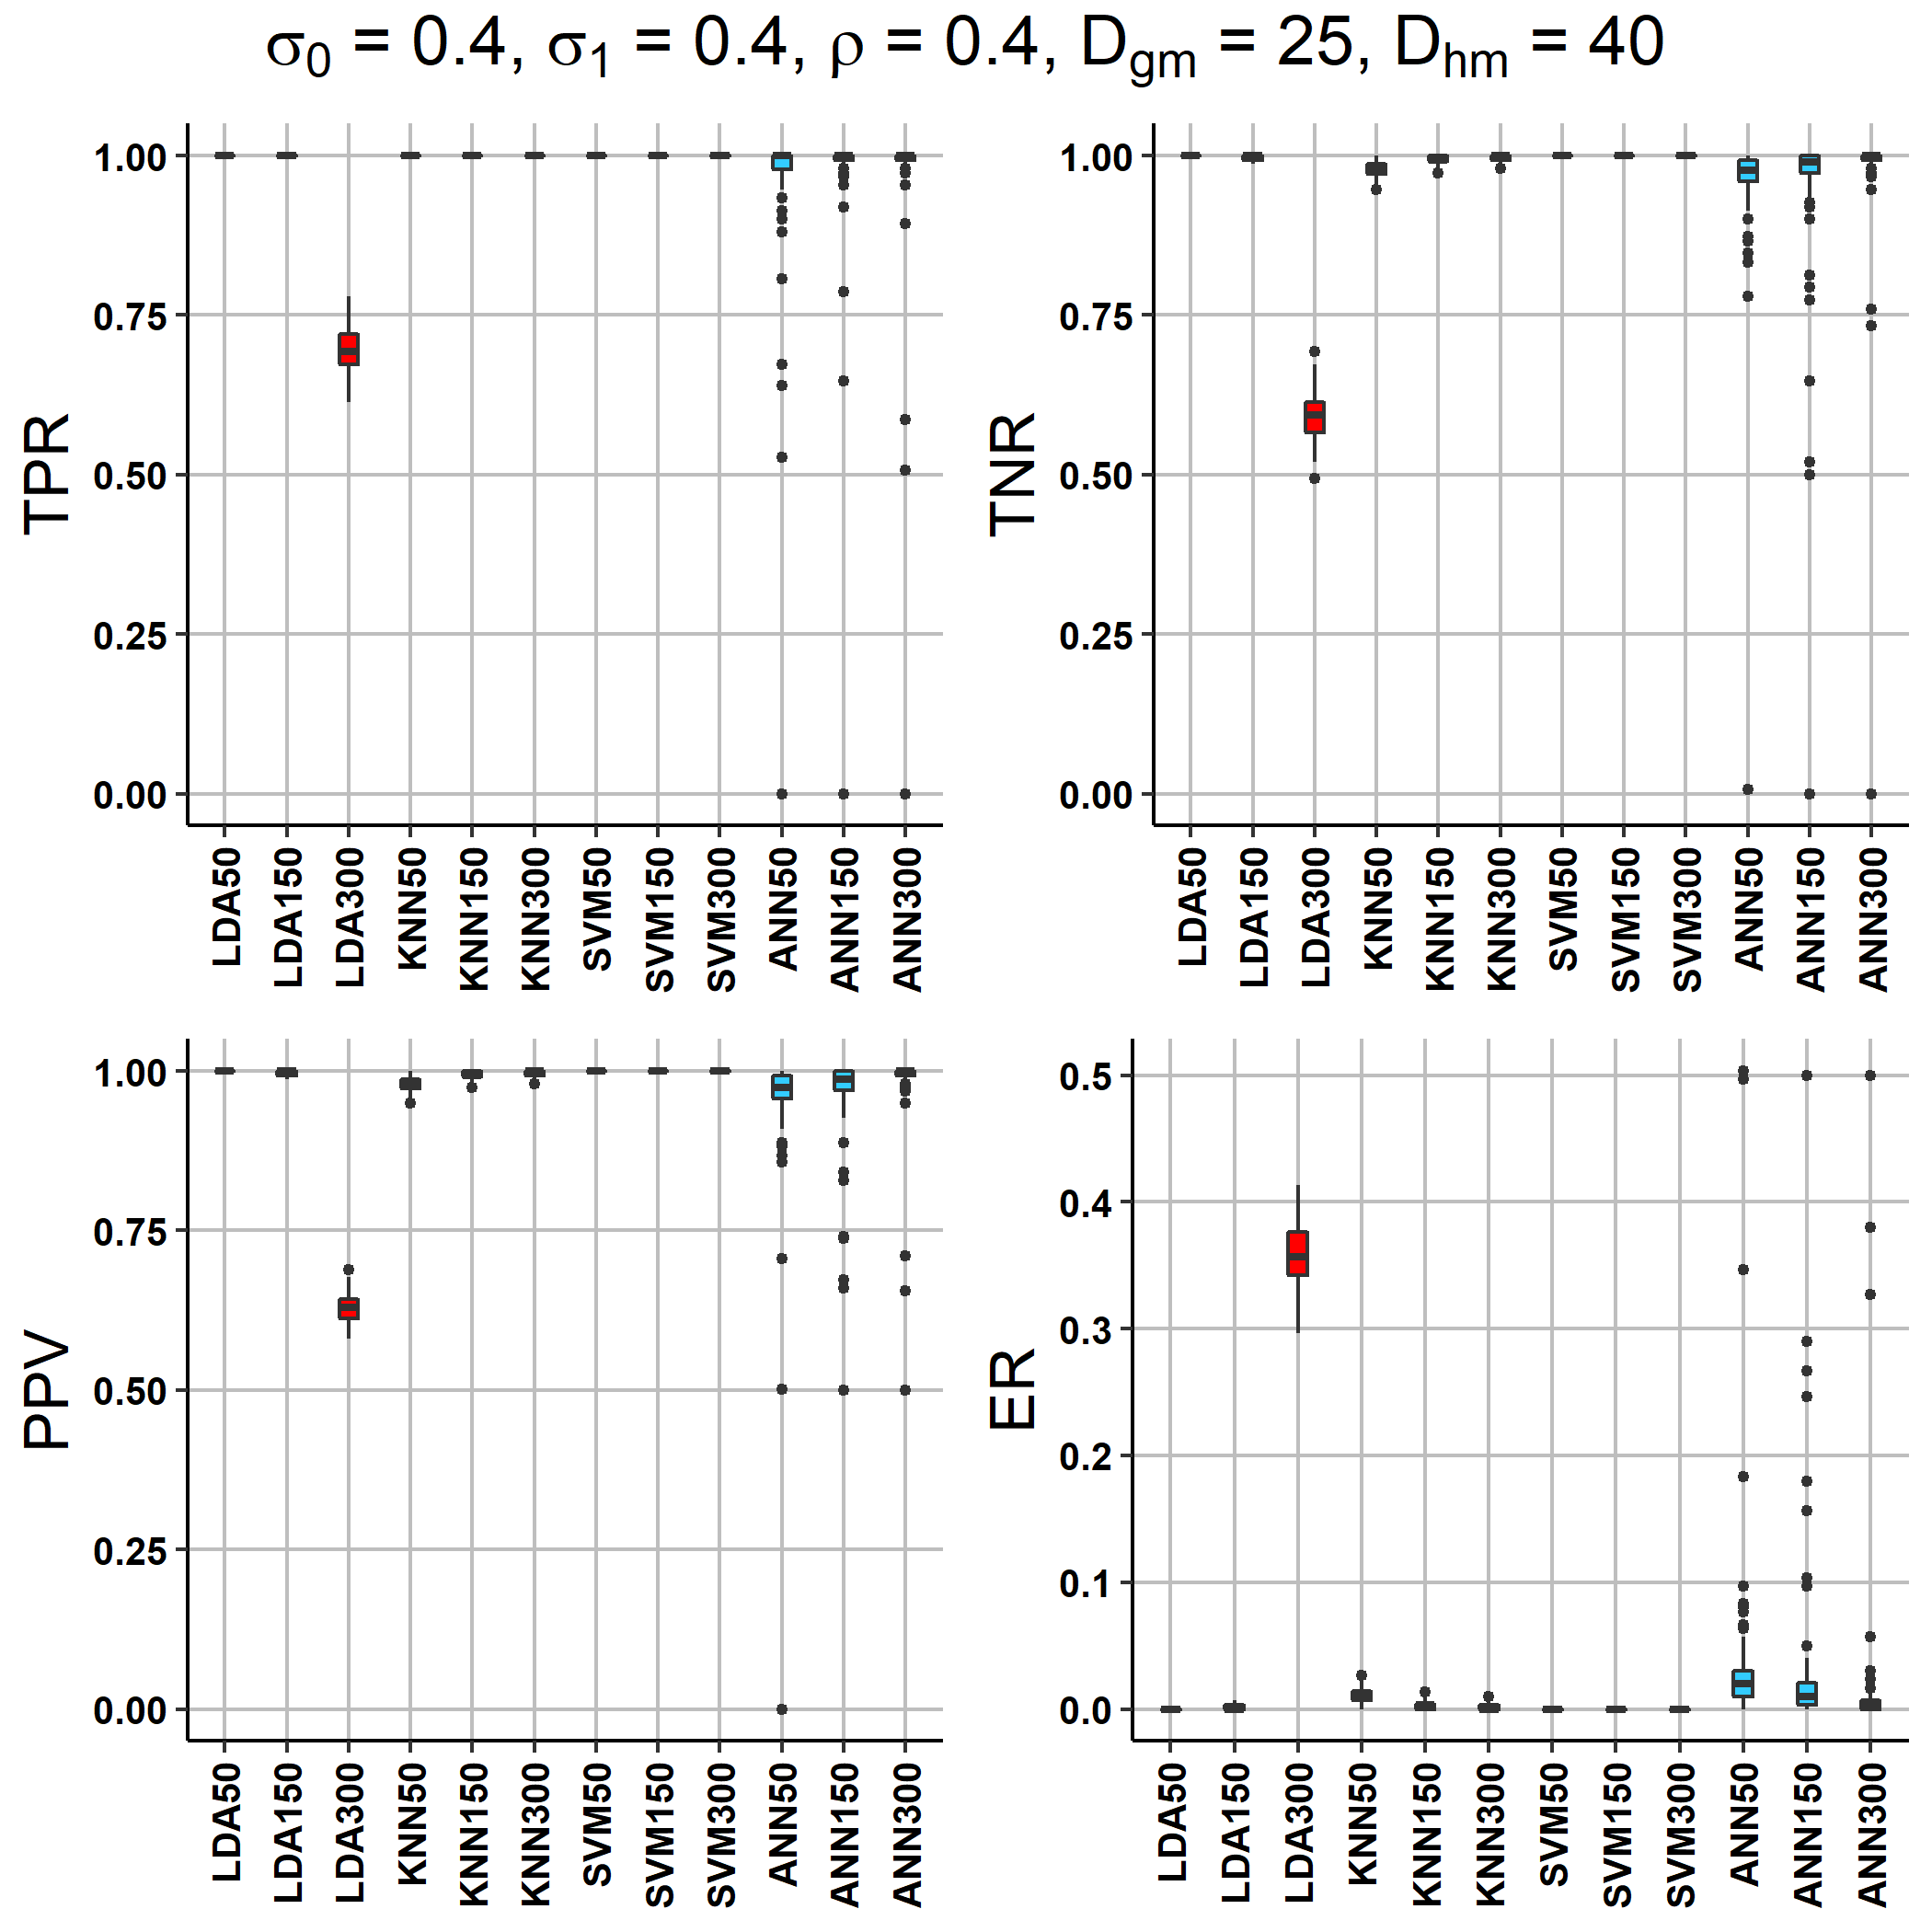 σ0 = 0.4, σ1 = 0.4, ρ = 0.4, Dgm = 25, Dhm = 40
TPR
1.00
0.75
0.50
0.25
0.00
LDA50
LDA150
LDA300
KNN50
KNN150
KNN300
SVM50
SVM150
SVM300
ANN50
ANN150
ANN300
TNR
1.00
0.75
0.50
0.25
0.00
LDA50
LDA150
LDA300
KNN50
KNN150
KNN300
SVM50
SVM150
SVM300
ANN50
ANN150
ANN300
PPV
1.00
0.75
0.50
0.25
0.00
LDA50
LDA150
LDA300
KNN50
KNN150
KNN300
SVM50
SVM150
SVM300
ANN50
ANN150
ANN300
ER
0.5
0.4
0.3
0.2
0.1
0.0
LDA50
LDA150
LDA300
KNN50
KNN150
KNN300
SVM50
SVM150
SVM300
ANN50
ANN150
ANN300